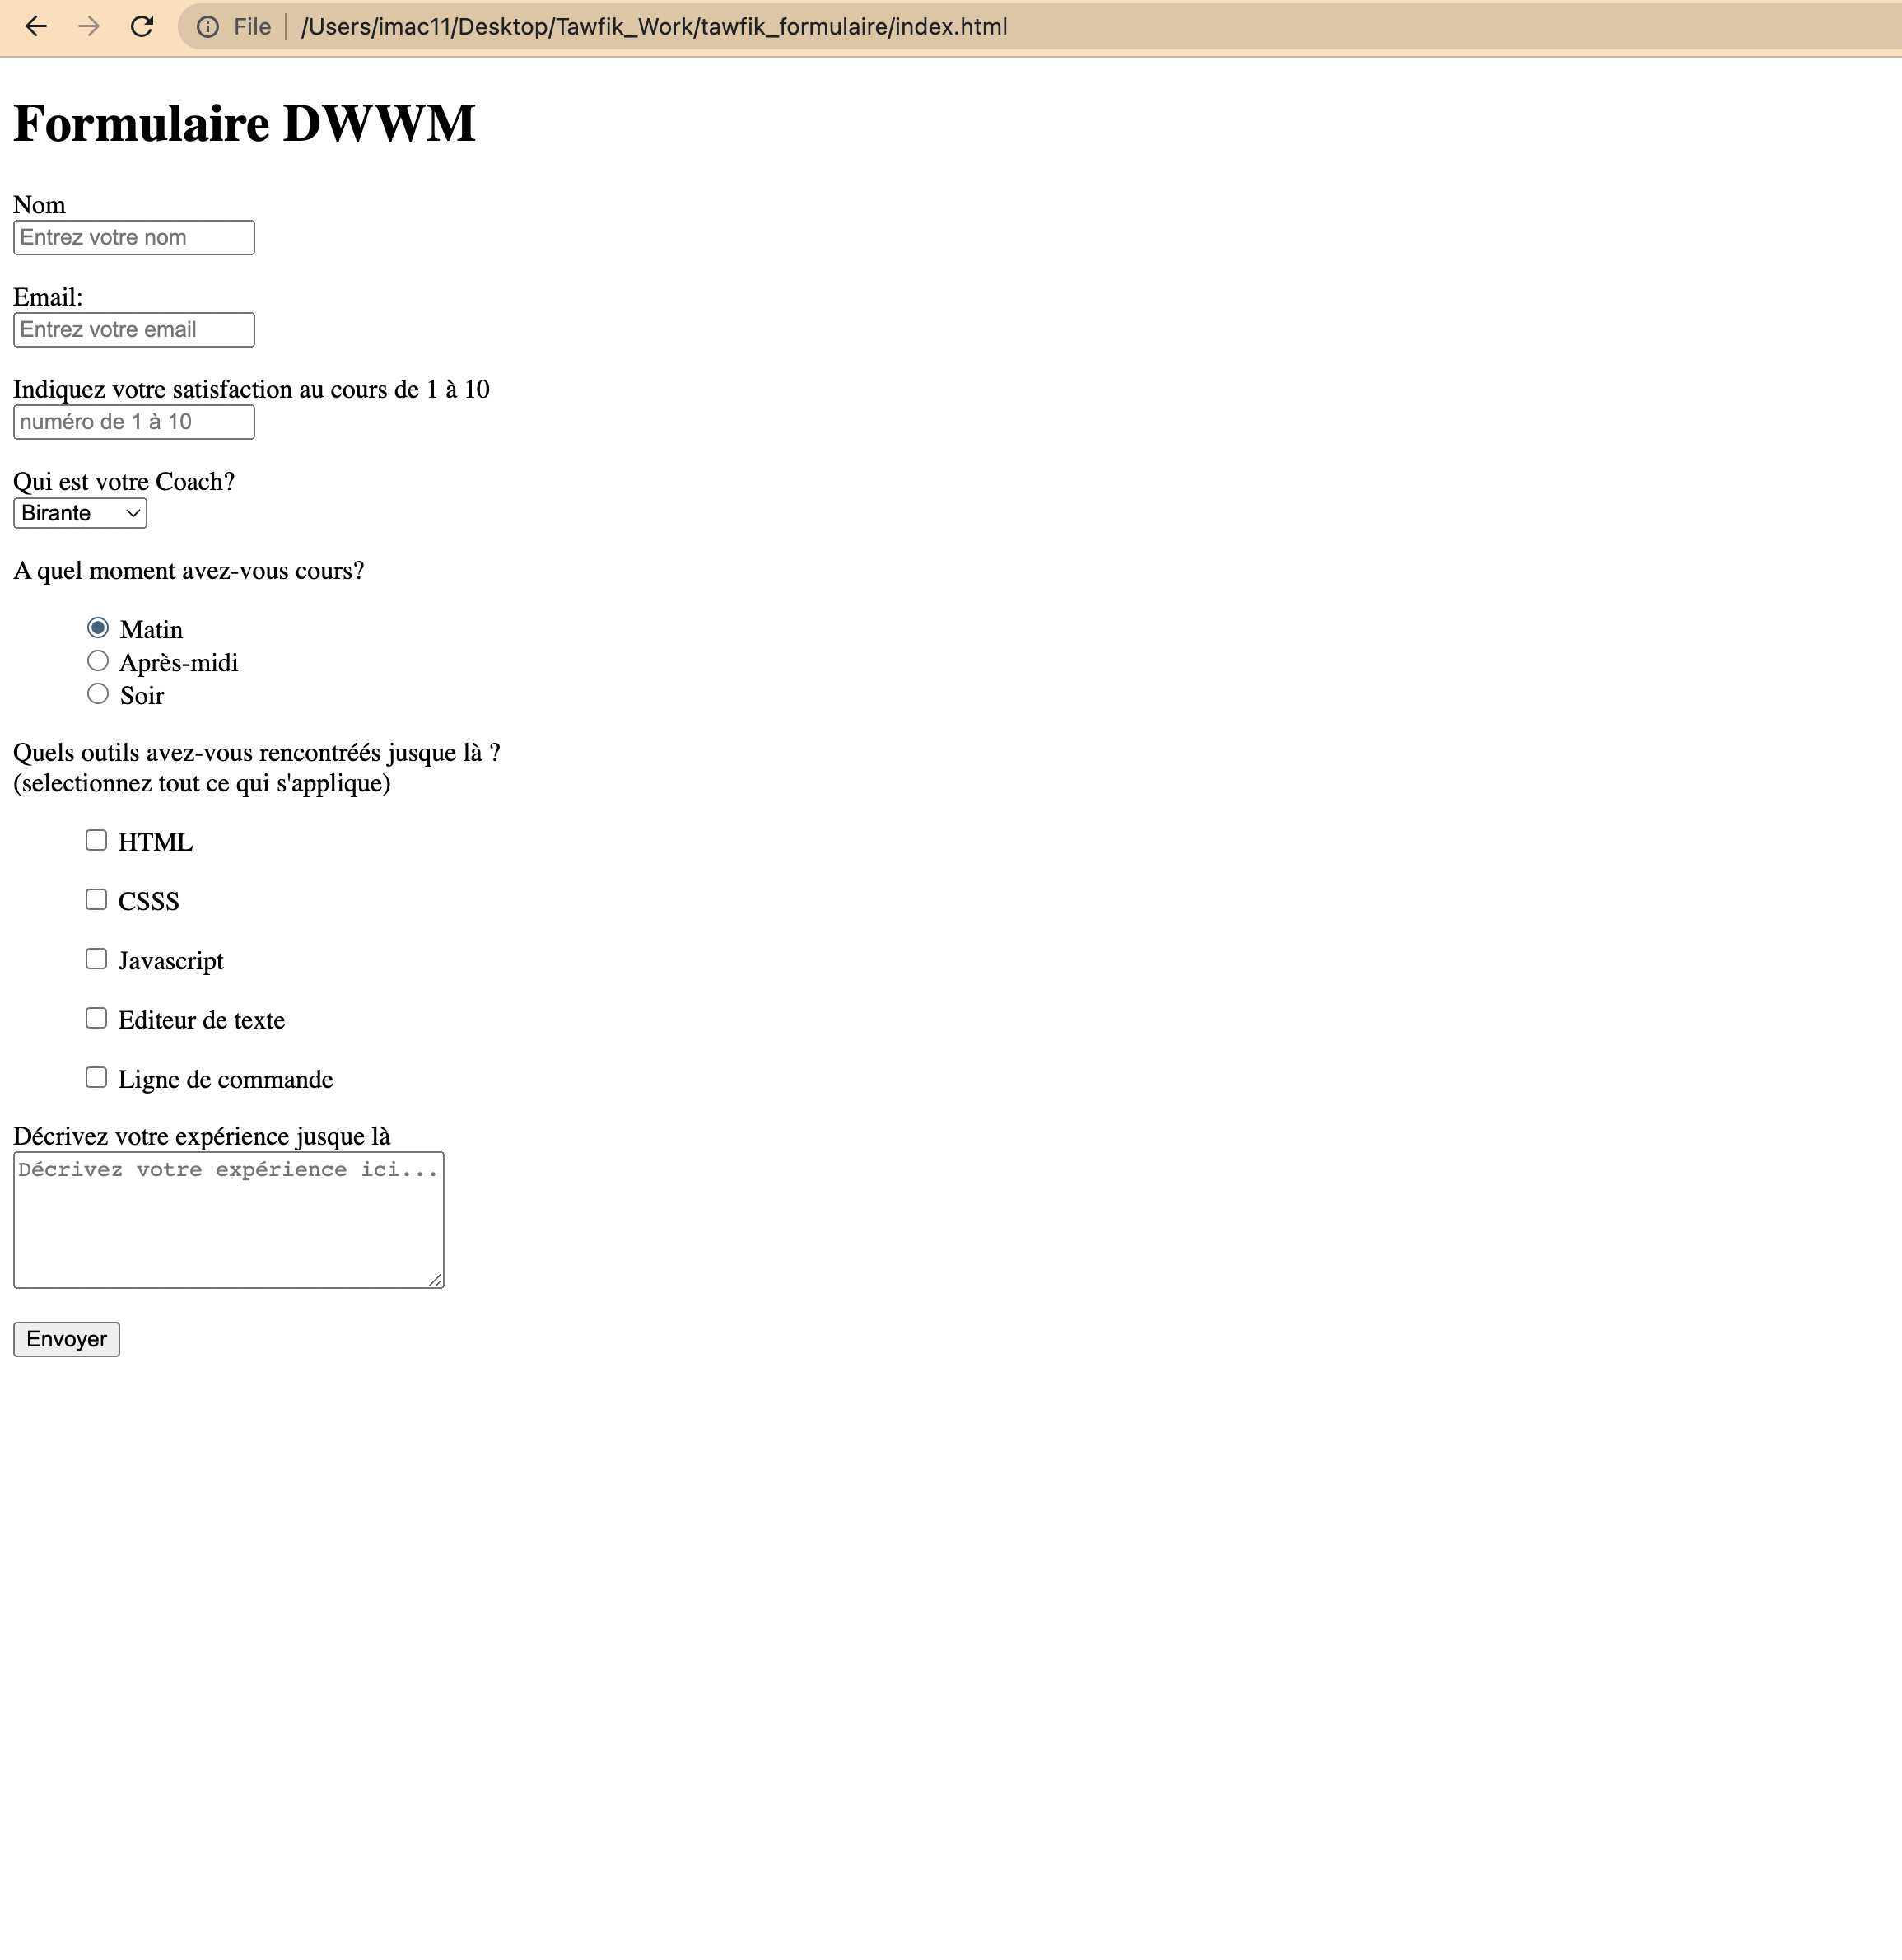 File /Users/imac11/Desktop/Tawfik_Work/tawfik_formulaire/index.html
Formulaire DWWM
Nom
Entrez votre nom
Email:
Entrez votre email
Indiquez votre satisfaction au cours de 1 à 10
numéro de 1 à 10
Qui est votre Coach?
Birante
A quel moment avez-vous cours?
Matin
Après-midi
Soir
Quels outils avez-vous rencontréés jusque là ?
(selectionnez tout ce qui s'applique)
HTML
CSSS
Javascript
Editeur de texte
Ligne de commande
Décrivez votre expérience jusque là
Décrivez votre expérience ici...
Envoyer